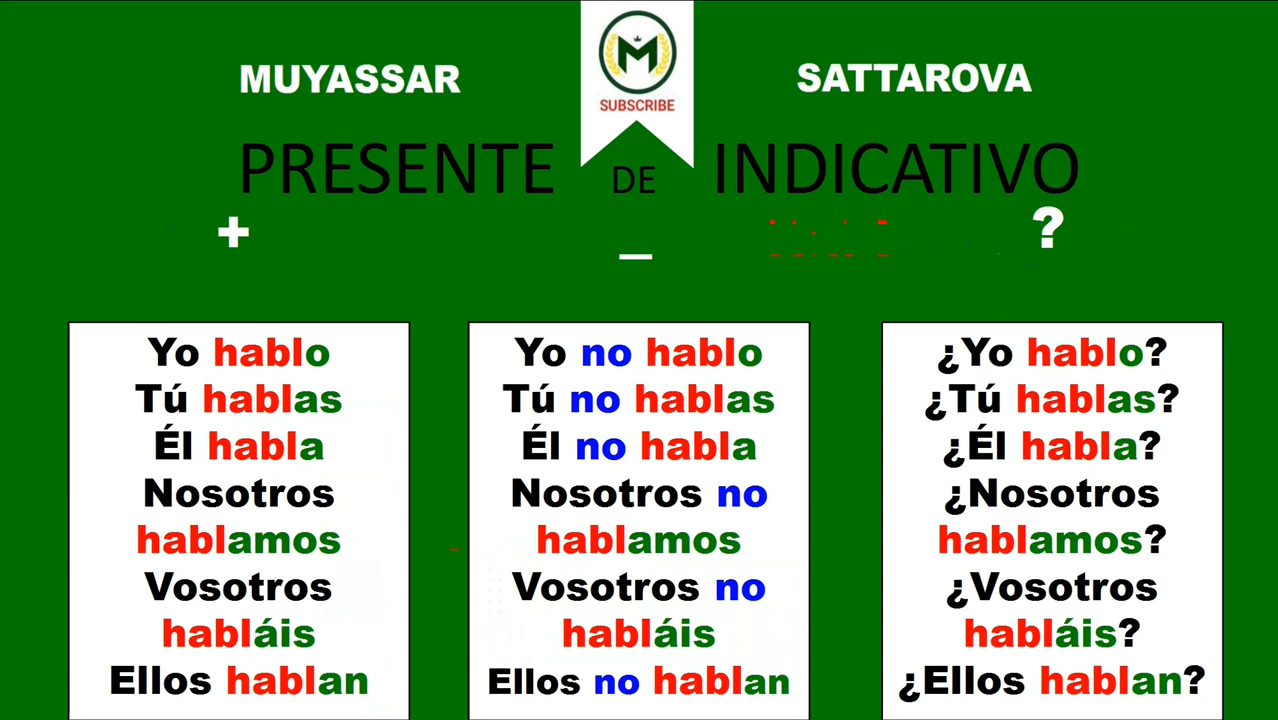 MUYASSAR
SATTAROVA
M
SUBSCRIBE
PRESENTE DE INDICATIVO
+
–
?
Yo hablo
Tú hablas
Él habla
Nosotros
hablamos
Vosotros
habláis
Ellos hablan
Yo no hablo
Tú no hablas
Él no habla
Nosotros no
hablamos
Vosotros no
habláis
Ellos no hablan
¿Yo hablo?
¿Tú hablas?
¿Él habla?
¿Nosotros
hablamos?
¿Vosotros
habláis?
¿Ellos hablan?